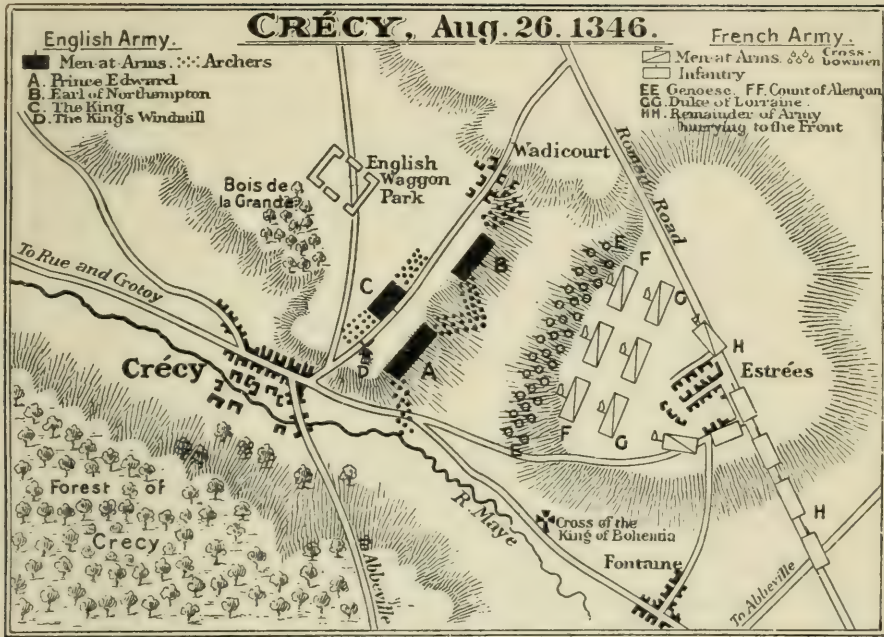 CRÉCY, Aug. 26. 1346.
English Army.
Men-at-Arms. Archers
A. Prince Edward
B. Earl of Northampton
C. The King
D. The King's Windmill
French Army.
Men-at-Arms. Cross-
bowmen
Infantry
EE Genoese. FF. Count of Alençon
GG. Duke of Lorraine.
HH. Remainder of Army
hurrying to the Front
Wadicourt
English
Waggon
Park
Bois de
la Grande
Roman Road
E
F
B
C
G
To Rue and Crotoy
H
D
A
Estrées
Crécy
F
G
E
Forest of
Crecy
R. Maye
Cross of the
King of Bohemia
H
Fontaine
Abbeville
To Abbeville